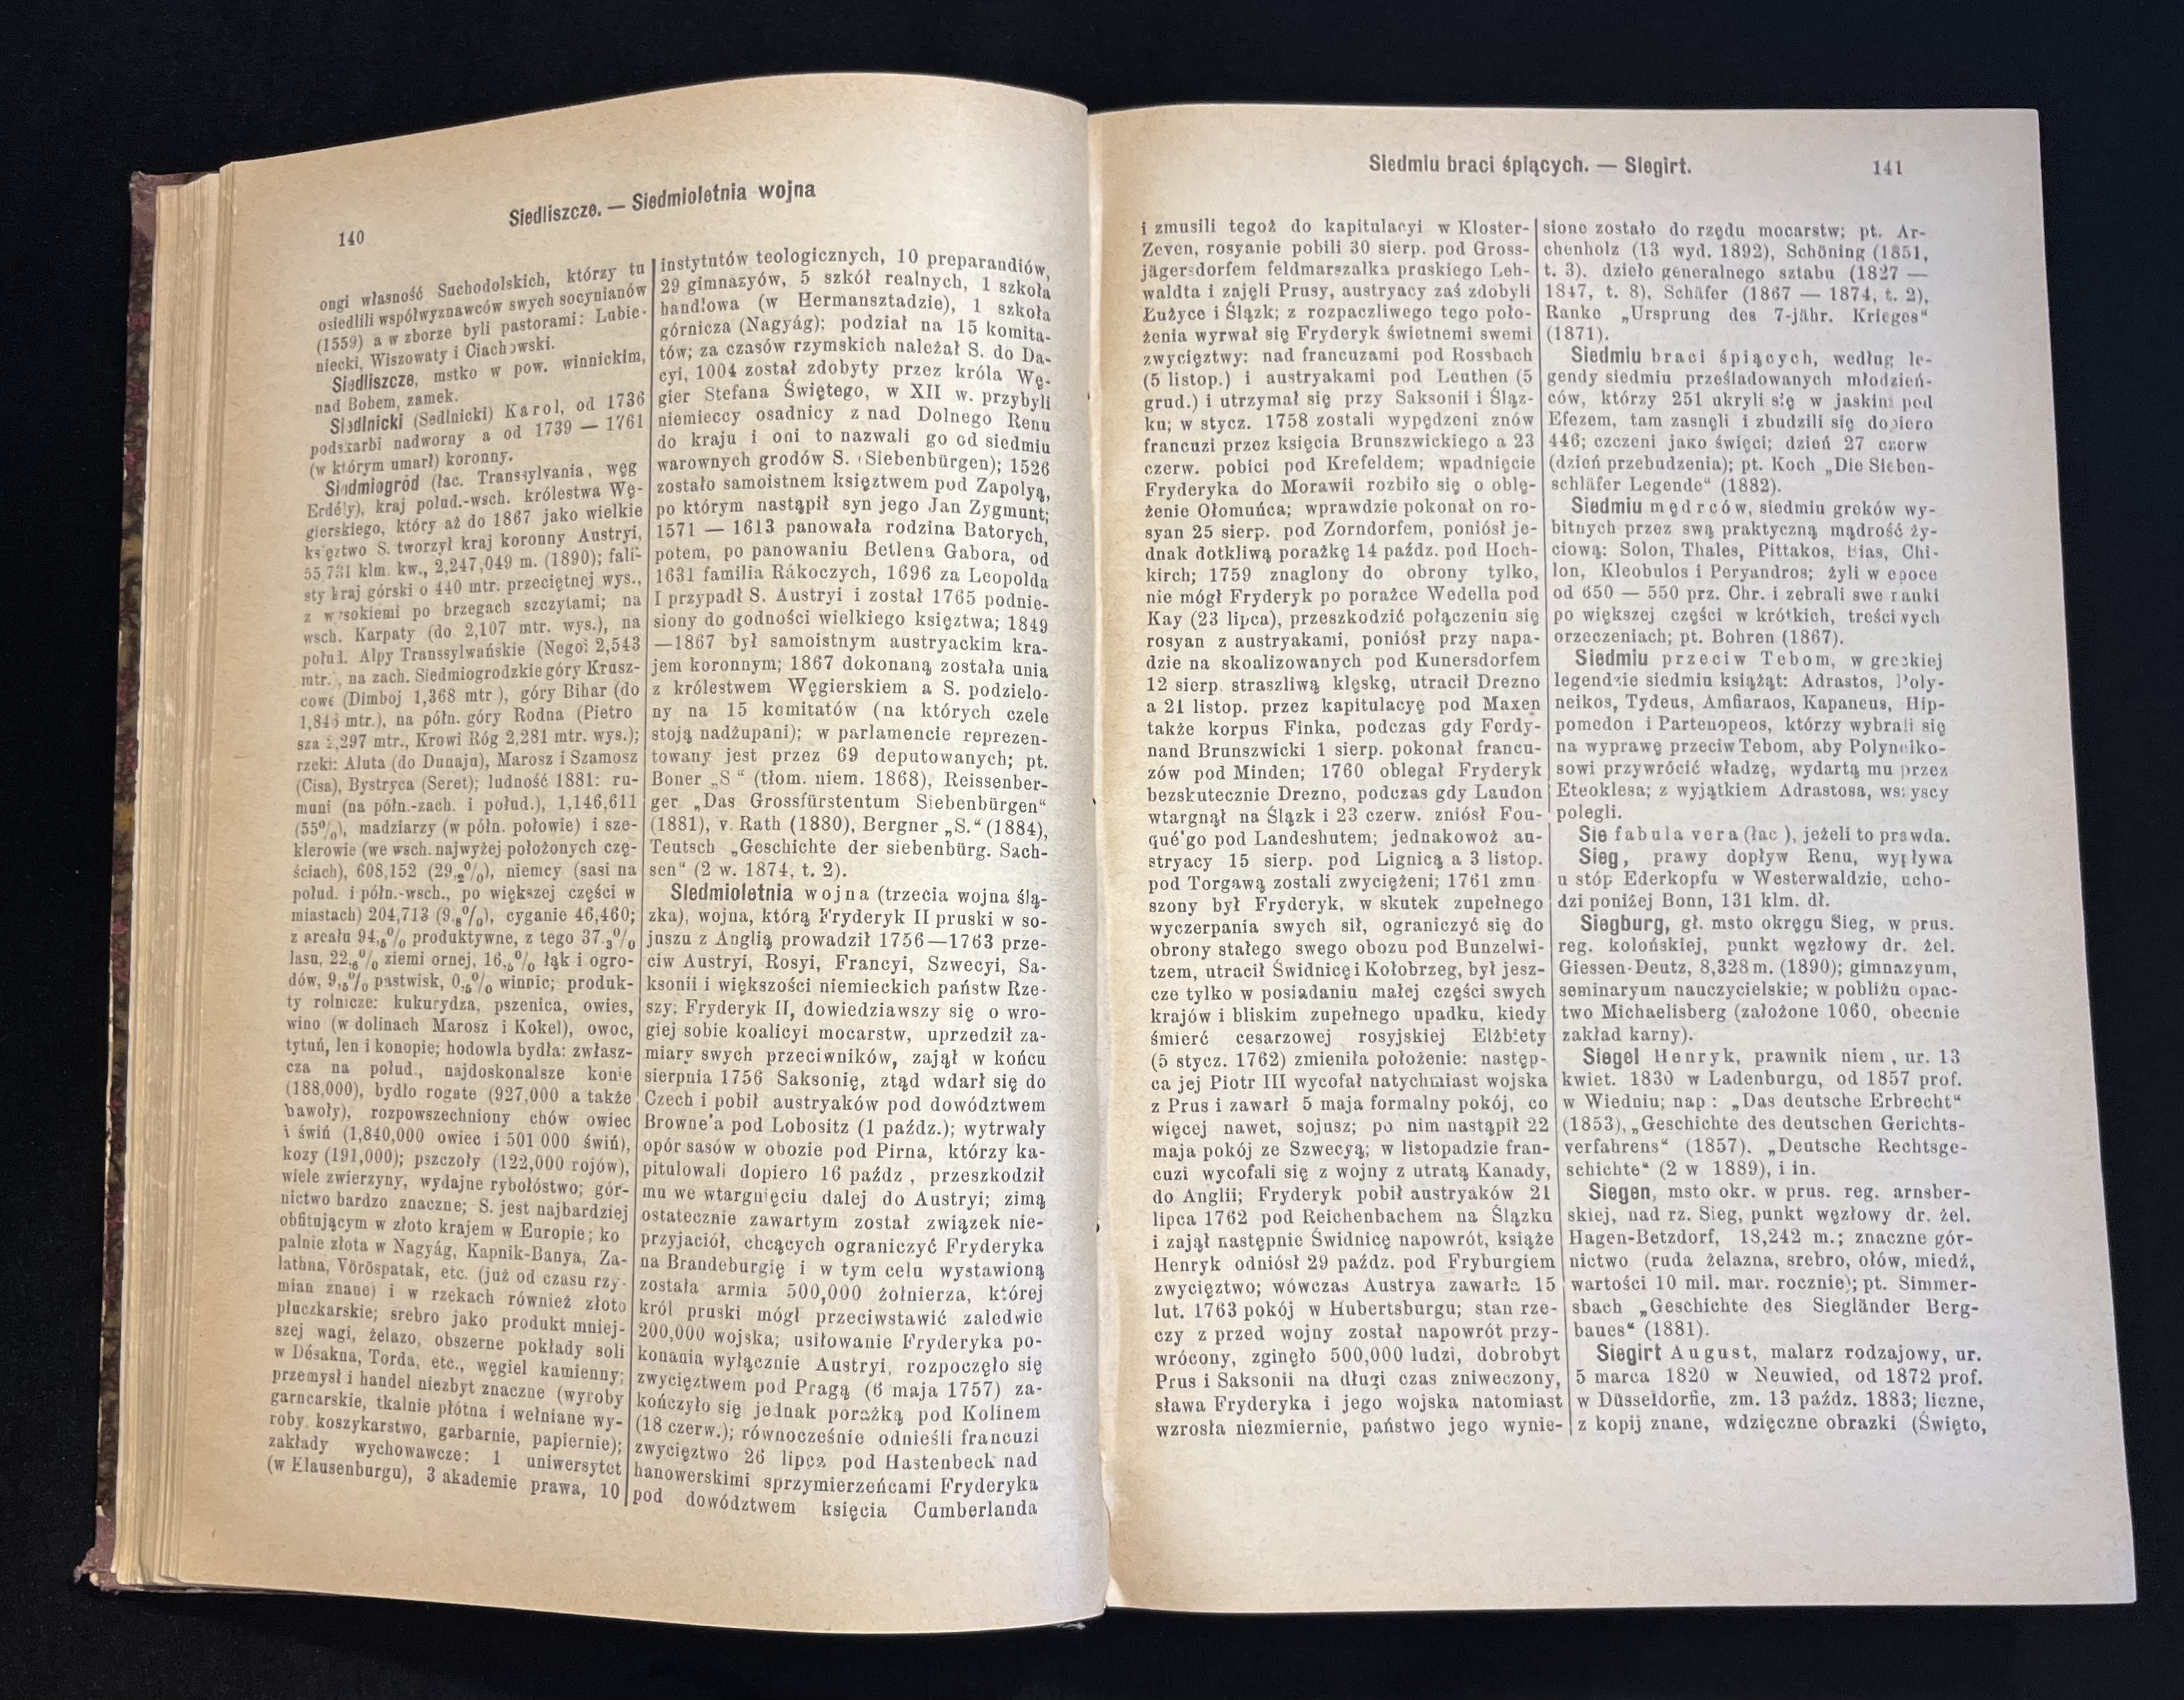 Siedliszcze. — Siedmioletnia wojna
140
ongi własność Suchodolskich, którzy tu
osiedlili współwyznawców swych socynianów
(1559) a w zborze byli pastorami: Lubie-
niecki, Wiszowaty i Ciachowski.
Siedliszcze, mstko w pow. winnickim,
nad Bohem, zamek.
Siedlnicki (Sedlnicki) Karol, od 1736
podskarbi nadworny a od 1739 — 1761
(w którym umarł) koronny.
Siedmiogród (łac. Transsylvania, węg
Erdély), kraj połud.-wsch. królestwa Wę-
gierskiego, który aż do 1867 jako wielkie
księztwo S. tworzył kraj koronny Austryi,
55,731 klm. kw., 2,247,049 m. (1890); fali-
sty kraj górski o 440 mtr. przeciętnej wys.,
z wysokiemi po brzegach szczytami; na
wsch. Karpaty (do 2,107 mtr. wys.), na
połud. Alpy Transsylwańskie (Negoi 2,543
mtr., na zach. Siedmiogrodzkie góry Krusz-
cowe (Dimboj 1,368 mtr ), góry Bihar (do
mtr.), na półn. góry Rodna (Pietro
sza 2,297 mtr., Krowi Róg 2,281 mtr. wys.);
rzeki: Aluta (do Dunaju), Marosz i Szamosz
(Cisa), Bystryca (Seret); ludność 1881: ru-
muni (na półn.-zach. i połud.), 1,146,611
(55%), madziarzy (w półn. połowie) i sze-
klerowie (we wsch. najwyżej położonych czę-
ściach), 608,152 (29,2%), niemcy (sasi na
połud. i półn.-wsch., po większej części w
miastach) 204,713 (9,8%), cyganie 46,460;
z areału 94,5% produktywne, z tego 37,3%
lasu, 22,6% ziemi ornej, 16,5% łąk i ogro-
dów, 9,5% pastwisk, 0,5% winnic; produk-
ty rolnicze: kukurydza, pszenica, owies,
wino (w dolinach Marosz i Kokel), owoc,
tytuń, len i konopie; hodowla bydła: zwłasz-
cza na połud., najdoskonalsze konie
(188,000), bydło rogate (927,000 a także
bawoły), rozpowszechniony chów owiec
i świń (1,840,000 owiec i 501 000 świń),
kozy (191,000); pszczoły (122,000 rojów),
wiele zwierzyny, wydajne rybołóstwo; gór-
nictwo bardzo znaczne; S. jest najbardziej
obfitującym w złoto krajem w Europie; ko
palnie złota w Nagyág, Kapnik-Banya, Za-
lathna, Vöröspatak, etc. (już od czasu rzy-
mian znane) i w rzekach również złoto
płuczkarskie; srebro jako produkt mniej-
szej wagi, żelazo, obszerne pokłady soli
w Désakna, Torda, etc., węgiel kamienny;
przemysł i handel niezbyt znaczne (wyroby
garncarskie, tkalnie płótna i wełniane wy-
roby, koszykarstwo, garbarnie, papiernie);
zakłady wychowawcze: 1 uniwersytet
(w Klausenburgu), 3 akademie prawa, 10
instytutów teologicznych, 10 preparandiów,
29 gimnazyów, 5 szkół realnych, 1 szkoła
handlowa (w Hermansztadzie), 1 szkoła
górnicza (Nagyág); podział na 15 komita-
tów; za czasów rzymskich należał S. do Da-
cyi, 1004 został zdobyty przez króla Wę-
gier Stefana Świętego, w XII w. przybyli
niemieccy osadnicy z nad Dolnego Renu
do kraju i oni to nazwali go od siedmiu
warownych grodów S. (Siebenbürgen); 1526
zostało samoistnem księztwem pod Zapolyą,
po którym nastąpił syn jego Jan Zygmunt;
1571 — 1613 panowała rodzina Batorych,
potem, po panowaniu Betlena Gabora, od
1631 familia Rákoczych, 1696 za Leopolda
I przypadł S. Austryi i został 1765 podnie-
siony do godności wielkiego księztwa; 1849
—1867 był samoistnym austryackim kra-
jem koronnym; 1867 dokonaną została unia
z królestwem Węgierskiem a S. podzielo-
ny na 15 komitatów (na których czele
stoją nadżupani); w parlamencie reprezen-
towany jest przez 69 deputowanych; pt.
Boner „S “ (tłom. niem. 1868), Reissenber-
ger „Das Grossfürstentum Siebenbürgen“
(1881), v. Rath (1880), Bergner „S.“ (1884),
Teutsch „Geschichte der siebenbürg. Sach-
sen“ (2 w. 1874, t. 2).
Siedmioletnia wojna (trzecia wojna ślą-
zka), wojna, którą Fryderyk II pruski w so-
juszu z Anglią prowadził 1756—1763 prze-
ciw Austryi, Rosyi, Francyi, Szwecyi, Sa-
ksonii i większości niemieckich państw Rze-
szy; Fryderyk II, dowiedziawszy się o wro-
giej sobie koalicyi mocarstw, uprzedził za-
miary swych przeciwników, zajął w końcu
sierpnia 1756 Saksonię, ztąd wdarł się do
Czech i pobił austryaków pod dowództwem
Browne'a pod Lobositz (1 paźdz.); wytrwały
opór sasów w obozie pod Pirna, którzy ka-
pitulowali dopiero 16 paźdz , przeszkodził
mu we wtargnięciu dalej do Austryi; zimą
ostatecznie zawartym został związek nie-
przyjaciół, chcących ograniczyć Fryderyka
na Brandeburgię i w tym celu wystawioną
została armia 500,000 żołnierza, której
król pruski mógł przeciwstawić zaledwie
200,000 wojska; usiłowanie Fryderyka po-
konania wyłącznie Austryi, rozpoczęło się
zwycięztwem pod Pragą (6 maja 1757) za-
kończyło się jednak porażką pod Kolinem
(18 czerw.); równocześnie odnieśli francuzi
zwycięztwo 26 lipca pod Hastenbeck nad
hanowerskimi sprzymierzeńcami Fryderyka
pod dowództwem księcia Cumberlanda
Siedmiu braci śpiących. — Siegirt.
141
i zmusili tegoż do kapitulacyi w Kloster-
Zeven, rosyanie pobili 30 sierp. pod Gross-
jägersdorfem feldmarszałka pruskiego Leh-
waldta i zajęli Prusy, austryacy zaś zdobyli
Łużyce i Ślązk; z rozpaczliwego tego poło-
żenia wyrwał się Fryderyk świetnemi swemi
zwycięztwy: nad francuzami pod Rossbach
(5 listop.) i austryakami pod Leuthen (5
grud.) i utrzymał się przy Saksonii i Śląz-
ku; w stycz. 1758 zostali wypędzeni znów
francuzi przez księcia Brunszwickiego a 23
czerw. pobici pod Krefeldem; wpadnięcie
Fryderyka do Morawii rozbiło się o oblę-
żenie Ołomuńca; wprawdzie pokonał on ro-
syan 25 sierp. pod Zorndorfem, poniósł je-
dnak dotkliwą porażkę 14 paźdz. pod Hoch-
kirch; 1759 znaglony do obrony tylko,
nie mógł Fryderyk po porażce Wedella pod
Kay (23 lipca), przeszkodzić połączeniu się
rosyan z austryakami, poniósł przy napa-
dzie na skoalizowanych pod Kunersdorfem
12 sierp. straszliwą klęskę, utracił Drezno
a 21 listop. przez kapitulacyę pod Maxen
także korpus Finka, podczas gdy Ferdy-
nand Brunszwicki 1 sierp. pokonał francu-
zów pod Minden; 1760 oblegał Fryderyk
bezskutecznie Drezno, podczas gdy Laudon
wtargnął na Ślązk i 23 czerw. zniósł Fou-
qué'go pod Landeshutem; jednakowoż au-
stryacy 15 sierp. pod Lignicą a 3 listop.
pod Torgawą zostali zwyciężeni; 1761 zmu
szony był Fryderyk, w skutek zupełnego
wyczerpania swych sił, ograniczyć się do
obrony stałego swego obozu pod Bunzelwi-
tzem, utracił Świdnicę i Kołobrzeg, był jesz-
cze tylko w posiadaniu małej części swych
krajów i bliskim zupełnego upadku, kiedy
śmierć cesarzowej rosyjskiej Elżbiety
(5 stycz. 1762) zmieniła położenie: następ-
ca jej Piotr III wycofał natychmiast wojska
z Prus i zawarł 5 maja formalny pokój, co
więcej nawet, sojusz; po nim nastąpił 22
maja pokój ze Szwecyą; w listopadzie fran-
cuzi wycofali się z wojny z utratą Kanady,
do Anglii; Fryderyk pobił austryaków 21
lipca 1762 pod Reichenbachem na Ślązku
i zajął następnie Świdnicę napowrót, książe
Henryk odniósł 29 paźdz. pod Fryburgiem
zwycięztwo; wówczas Austrya zawarła 15
lut. 1763 pokój w Hubertsburgu; stan rze-
czy z przed wojny został napowrót przy-
wrócony, zginęło 500,000 ludzi, dobrobyt
Prus i Saksonii na długi czas zniweczony,
sława Fryderyka i jego wojska natomiast
wzrosła niezmiernie, państwo jego wynie-
sione zostało do rzędu mocarstw; pt. Ar-
chenholz (13 wyd. 1892), Schöning (1851,
t. 3). dzieło generalnego sztabu (1827 —
1847, t. 8), Schäfer (1867 — 1874, t. 2),
Ranke „Ursprung des 7-jähr. Krieges“
(1871).
Siedmiu braci śpiących, według le-
gendy siedmiu prześladowanych młodzień-
ców, którzy 251 ukryli się w jaskini pod
Efezem, tam zasnęli i zbudzili się dopiero
446; czczeni jako święci; dzień 27 czerw
(dzień przebudzenia); pt. Koch „Die Sieben-
schläfer Legende“ (1882).
Siedmiu mędrców, siedmiu greków wy-
bitnych przez swą praktyczną mądrość ży-
ciową: Solon, Thales, Pittakos, Bias, Chi-
lon, Kleobulos i Peryandros; żyli w epoce
od 650 — 550 prz. Chr. i zebrali swe ranki
po większej części w krótkich, treściwych
orzeczeniach; pt. Bohren (1867).
Siedmiu przeciw Tebom, w greckiej
legendzie siedmiu książąt: Adrastos, Poly-
neikos, Tydeus, Amfiaraos, Kapaneus, Hip-
pomedon i Partenopeos, którzy wybrali się
na wyprawę przeciw Tebom, aby Polyneiko-
sowi przywrócić władzę, wydartą mu przez
Eteoklesa; z wyjątkiem Adrastosa, wszyscy
polegli.
Sie fabula vera (łac ), jeżeli to prawda.
Sieg, prawy dopływ Renu, wypływa
u stóp Ederkopfu w Westerwaldzie, ucho-
dzi poniżej Bonn, 131 klm. dł.
Siegburg, gł. msto okręgu Sieg, w prus.
reg. kolońskiej, punkt węzłowy dr. żel.
Giessen-Deutz, 8,328 m. (1890); gimnazyum,
seminaryum nauczycielskie; w pobliżu opac-
two Michaelisberg (założone 1060, obecnie
zakład karny).
Siegel Henryk, prawnik niem , ur. 13
kwiet. 1830 w Ladenburgu, od 1857 prof.
w Wiedniu; nap : „Das deutsche Erbrecht“
(1853), „Geschichte des deutschen Gerichts-
verfahrens“ (1857). „Deutsche Rechtsge-
schichte“ (2 w 1889), i in.
Siegen, msto okr. w prus. reg. arnsber-
skiej, nad rz. Sieg, punkt węzłowy dr. żel.
Hagen-Betzdorf, 18,242 m.; znaczne gór-
nictwo (ruda żelazna, srebro, ołów, miedź,
wartości 10 mil. mar. rocznie); pt. Simmer-
sbach „Geschichte des Siegländer Berg-
baues“ (1881).
Siegirt August, malarz rodzajowy, ur.
5 marca 1820 w Neuwied, od 1872 prof.
w Düsseldorfie, zm. 13 paźdz. 1883; liczne,
z kopij znane, wdzięczne obrazki (Święto,